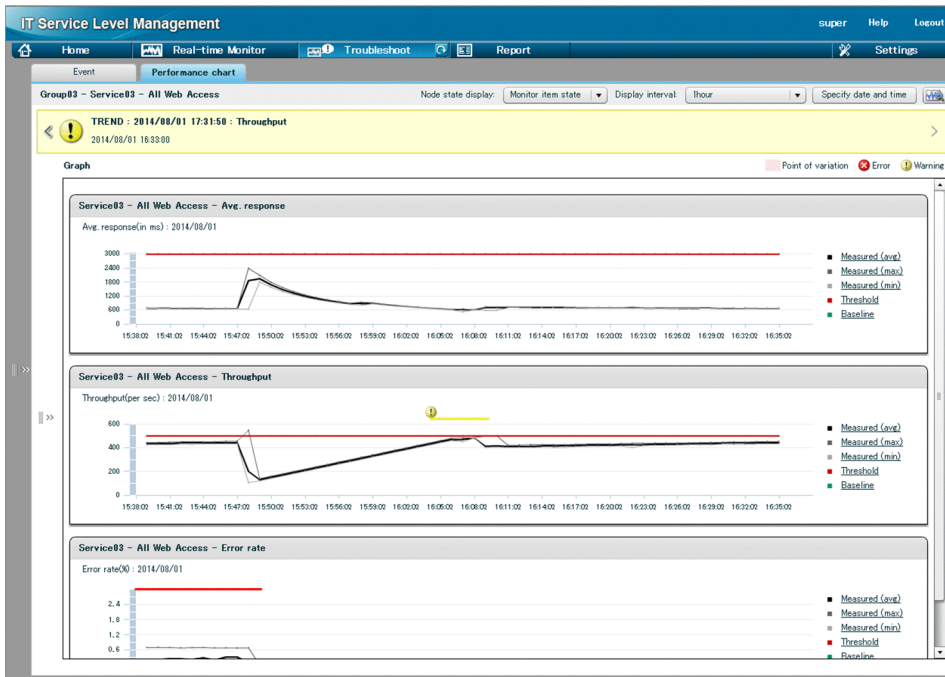 IT Service Level Management
super Help Logout
Home Real-time Monitor Troubleshoot Report Settings
Event Performance chart
Group03 - Service03 - All Web Access
Node state display: Monitor item state Display interval: 1hour Specify date and time
TREND : 2014/08/01 17:31:50 : Throughput
2014/08/01 16:33:00
Graph
Point of variation Error Warning
Service03 - All Web Access - Avg. response
Avg. response(in ms) : 2014/08/01
3000
2400
1800
1200
600
0
15:38:02 15:41:02 15:44:02 15:47:02 15:50:02 15:53:02 15:56:02 15:59:02 16:02:00 16:05:02 16:08:02 16:11:02 16:14:02 16:17:02 16:20:02 16:23:02 16:26:02 16:29:02 16:32:02 16:35:02
Measured (avg)
Measured (max)
Measured (min)
Threshold
Baseline
Service03 - All Web Access - Throughput
Throughput(per sec) : 2014/08/01
600
400
200
0
15:38:02 15:41:02 15:44:02 15:47:02 15:50:02 15:53:02 15:56:02 15:59:02 16:02:00 16:05:02 16:08:02 16:11:02 16:14:02 16:17:02 16:20:02 16:23:02 16:26:02 16:29:02 16:32:02 16:35:02
Measured (avg)
Measured (max)
Measured (min)
Threshold
Baseline
Service03 - All Web Access - Error rate
Error rate(%) : 2014/08/01
2.4
1.8
1.2
0.6
Measured (avg)
Measured (max)
Measured (min)
Threshold
Baseline